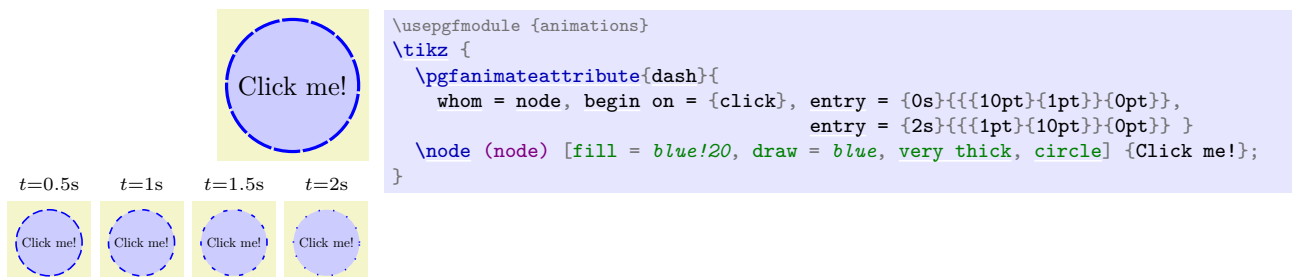 Click me!
t=0.5s t=1s t=1.5s t=2s
Click me! Click me! Click me! Click me!
\usepgfmodule {animations}
\tikz {
  \pgfanimateattribute{dash}{
    whom = node, begin on = {click}, entry = {0s}{{{10pt}{1pt}}{0pt}},
                                     entry = {2s}{{{1pt}{10pt}}{0pt}} }
  \node (node) [fill = blue!20, draw = blue, very thick, circle] {Click me!};
}